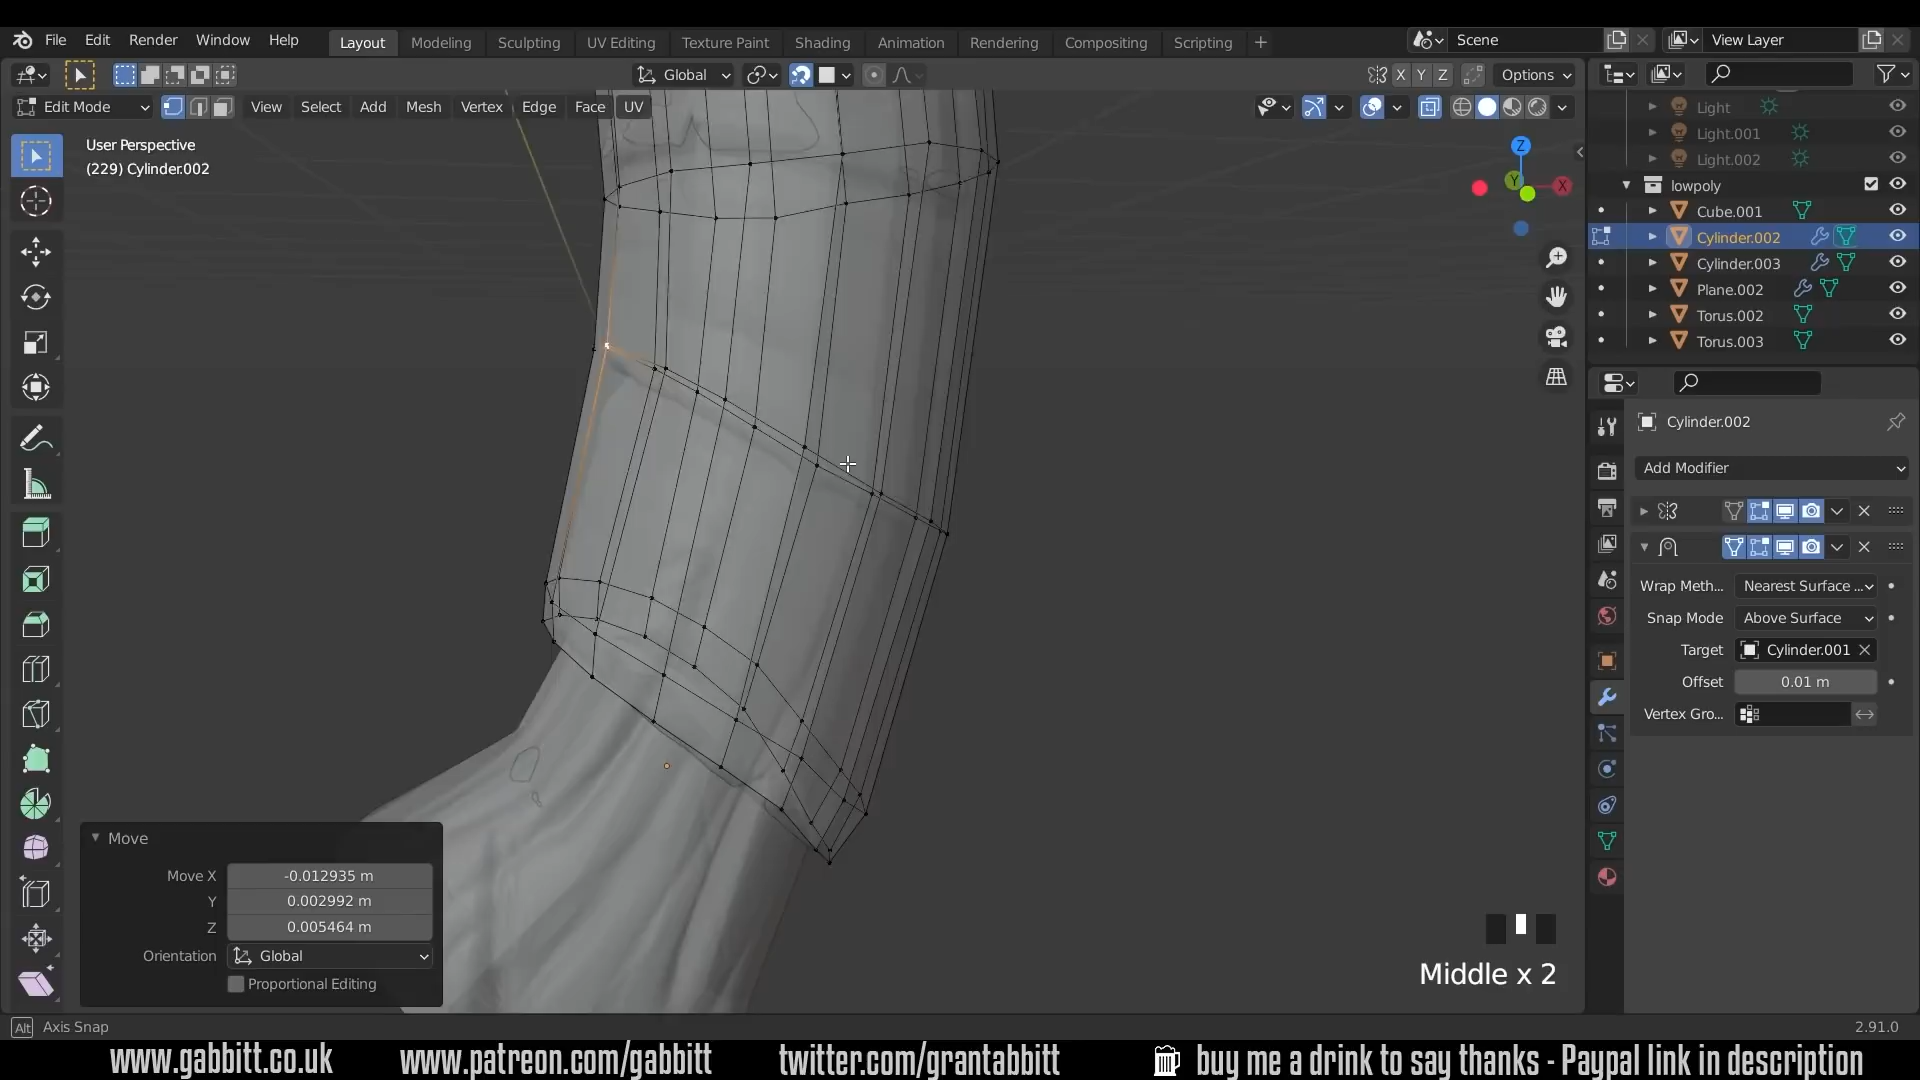 File Edit Render Window Help Layout Modeling Sculpting UV Editing Texture Paint Shading Animation Rendering Compositing Scripting Scene View Layer
Global X Y Z Options
Edit Mode View Select Add Mesh Vertex Edge Face UV
User Perspective
(229) Cylinder.002
Z
Y
X
Light
Light.001
Light.002
lowpoly
Cube.001
Cylinder.002
Cylinder.003
Plane.002
Torus.002
Torus.003
Cylinder.002
Add Modifier
Wrap Meth... Nearest Surface ...
Snap Mode Above Surface
Target Cylinder.001
Offset 0.01 m
Vertex Gro...
Move
Move X -0.012935 m
Y 0.002992 m
Z 0.005464 m
Orientation Global
Proportional Editing
Middle x 2
Alt Axis Snap 2.91.0
www.gabbitt.co.uk www.patreon.com/gabbitt twitter.com/grantabbitt buy me a drink to say thanks - Paypal link in description